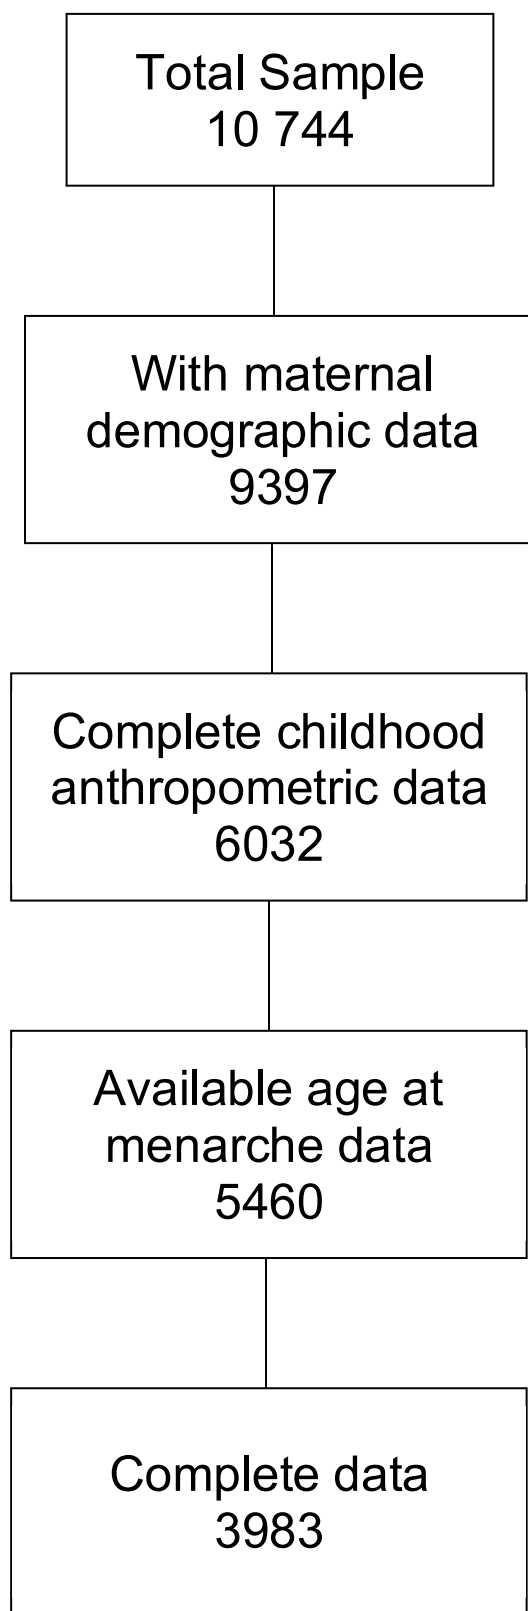 Total Sample
10 744
With maternal
demographic data
9397
Complete childhood
anthropometric data
6032
Available age at
menarche data
5460
Complete data
3983